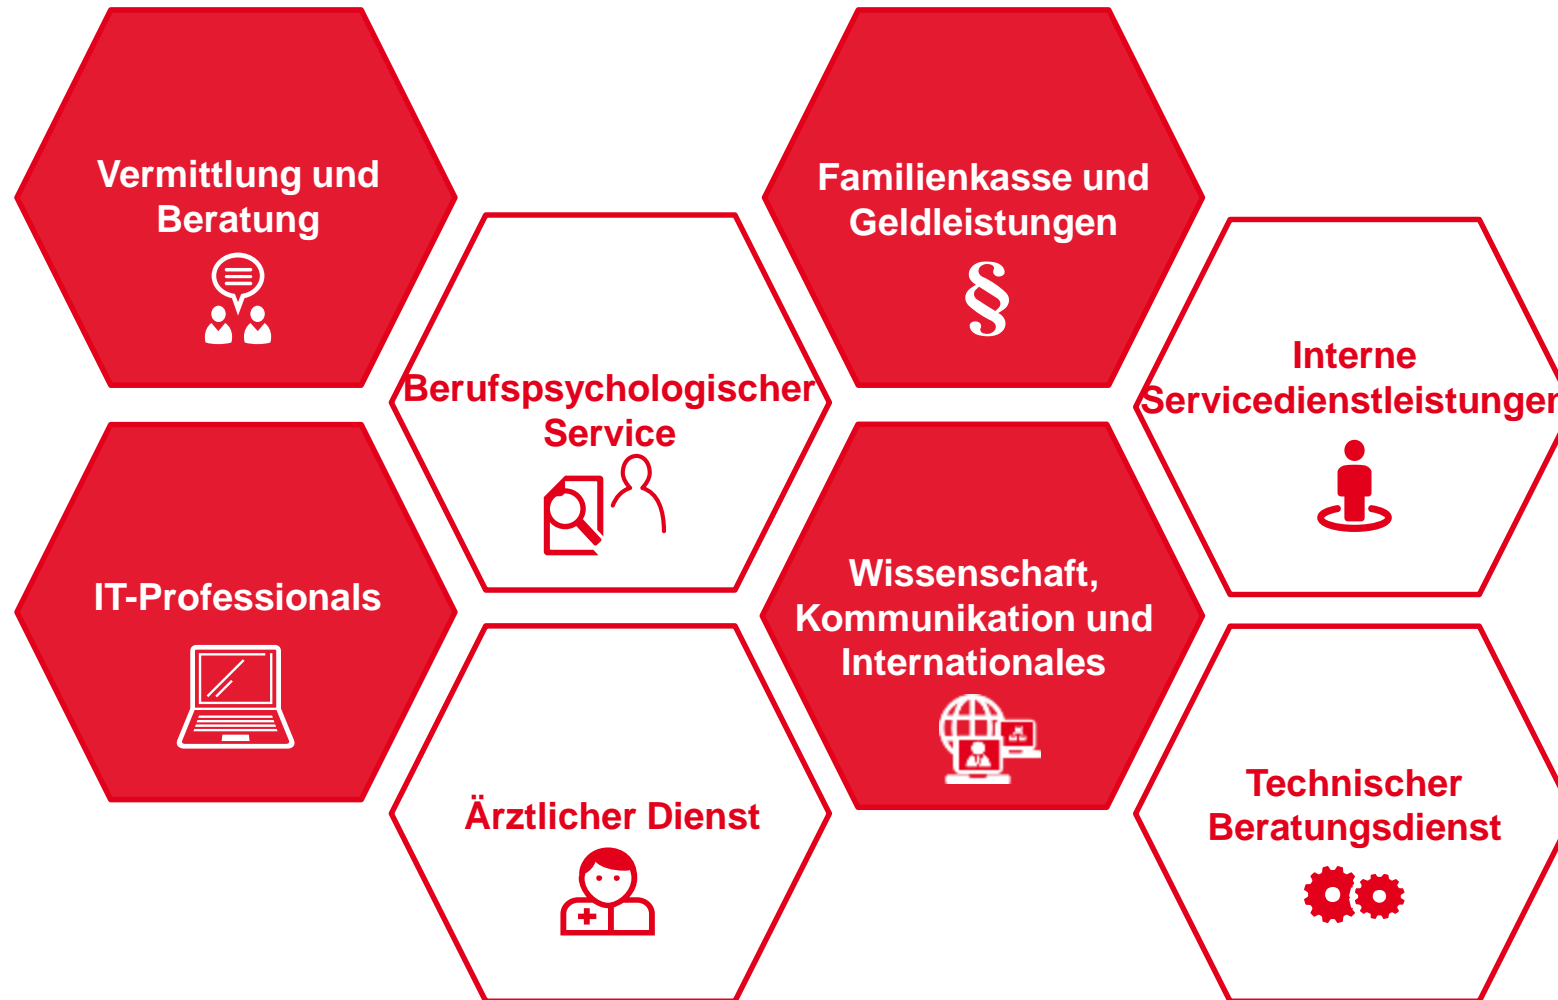 Vermittlung und
Beratung
Familienkasse und
Geldleistungen
§
Berufspsychologischer
Service
Interne
Servicedienstleistungen
IT-Professionals
Wissenschaft,
Kommunikation und
Internationales
Ärztlicher Dienst
Technischer
Beratungsdienst